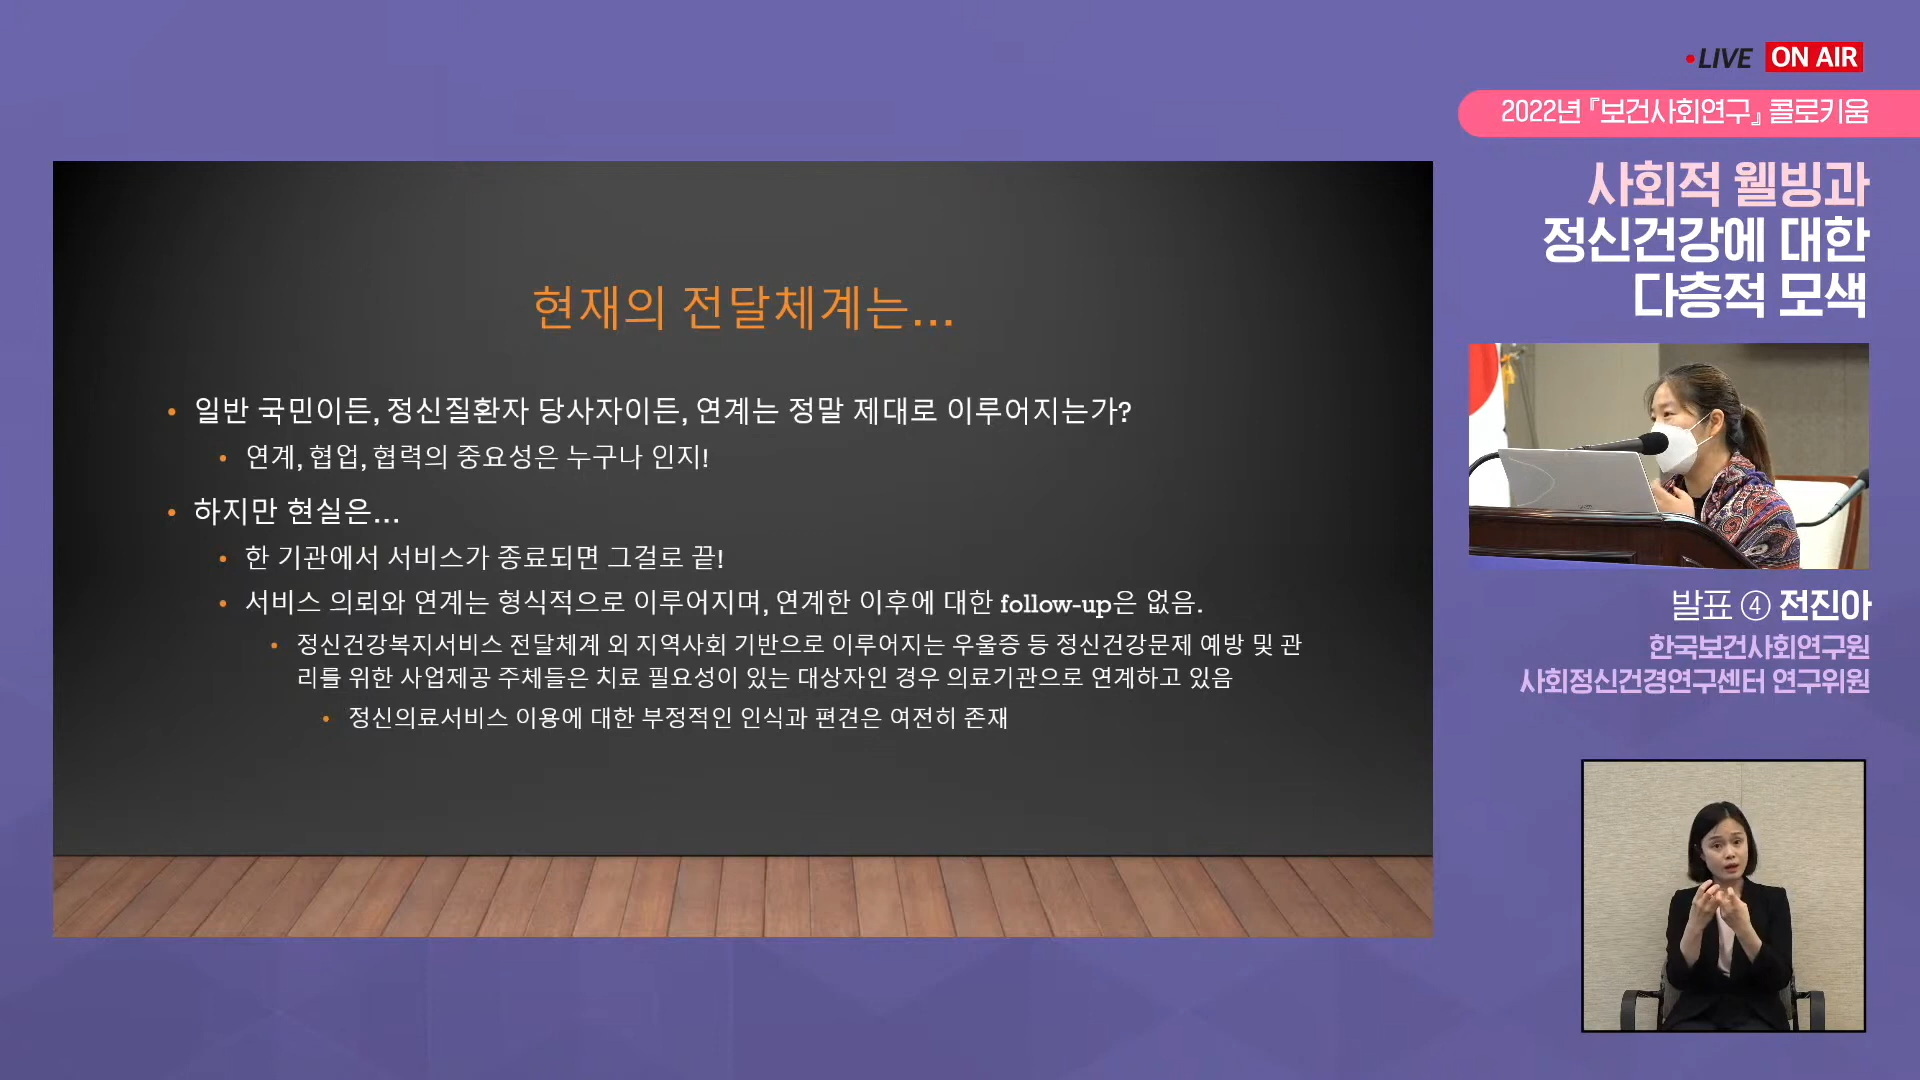 LIVE ON AIR
2022년 『보건사회연구』 콜로키움
사회적 웰빙과
정신건강에 대한
다층적 모색
현재의 전달체계는...
• 일반 국민이든, 정신질환자 당사자이든, 연계는 정말 제대로 이루어지는가?
• 연계, 협업, 협력의 중요성은 누구나 인지!
• 하지만 현실은...
• 한 기관에서 서비스가 종료되면 그걸로 끝!
• 서비스 의뢰와 연계는 형식적으로 이루어지며, 연계한 이후에 대한 follow-up은 없음.
• 정신건강복지서비스 전달체계 외 지역사회 기반으로 이루어지는 우울증 등 정신건강문제 예방 및 관
리를 위한 사업제공 주체들은 치료 필요성이 있는 대상자인 경우 의료기관으로 연계하고 있음
• 정신의료서비스 이용에 대한 부정적인 인식과 편견은 여전히 존재
발표 ④ 전진아
한국보건사회연구원
사회정신건경연구센터 연구위원